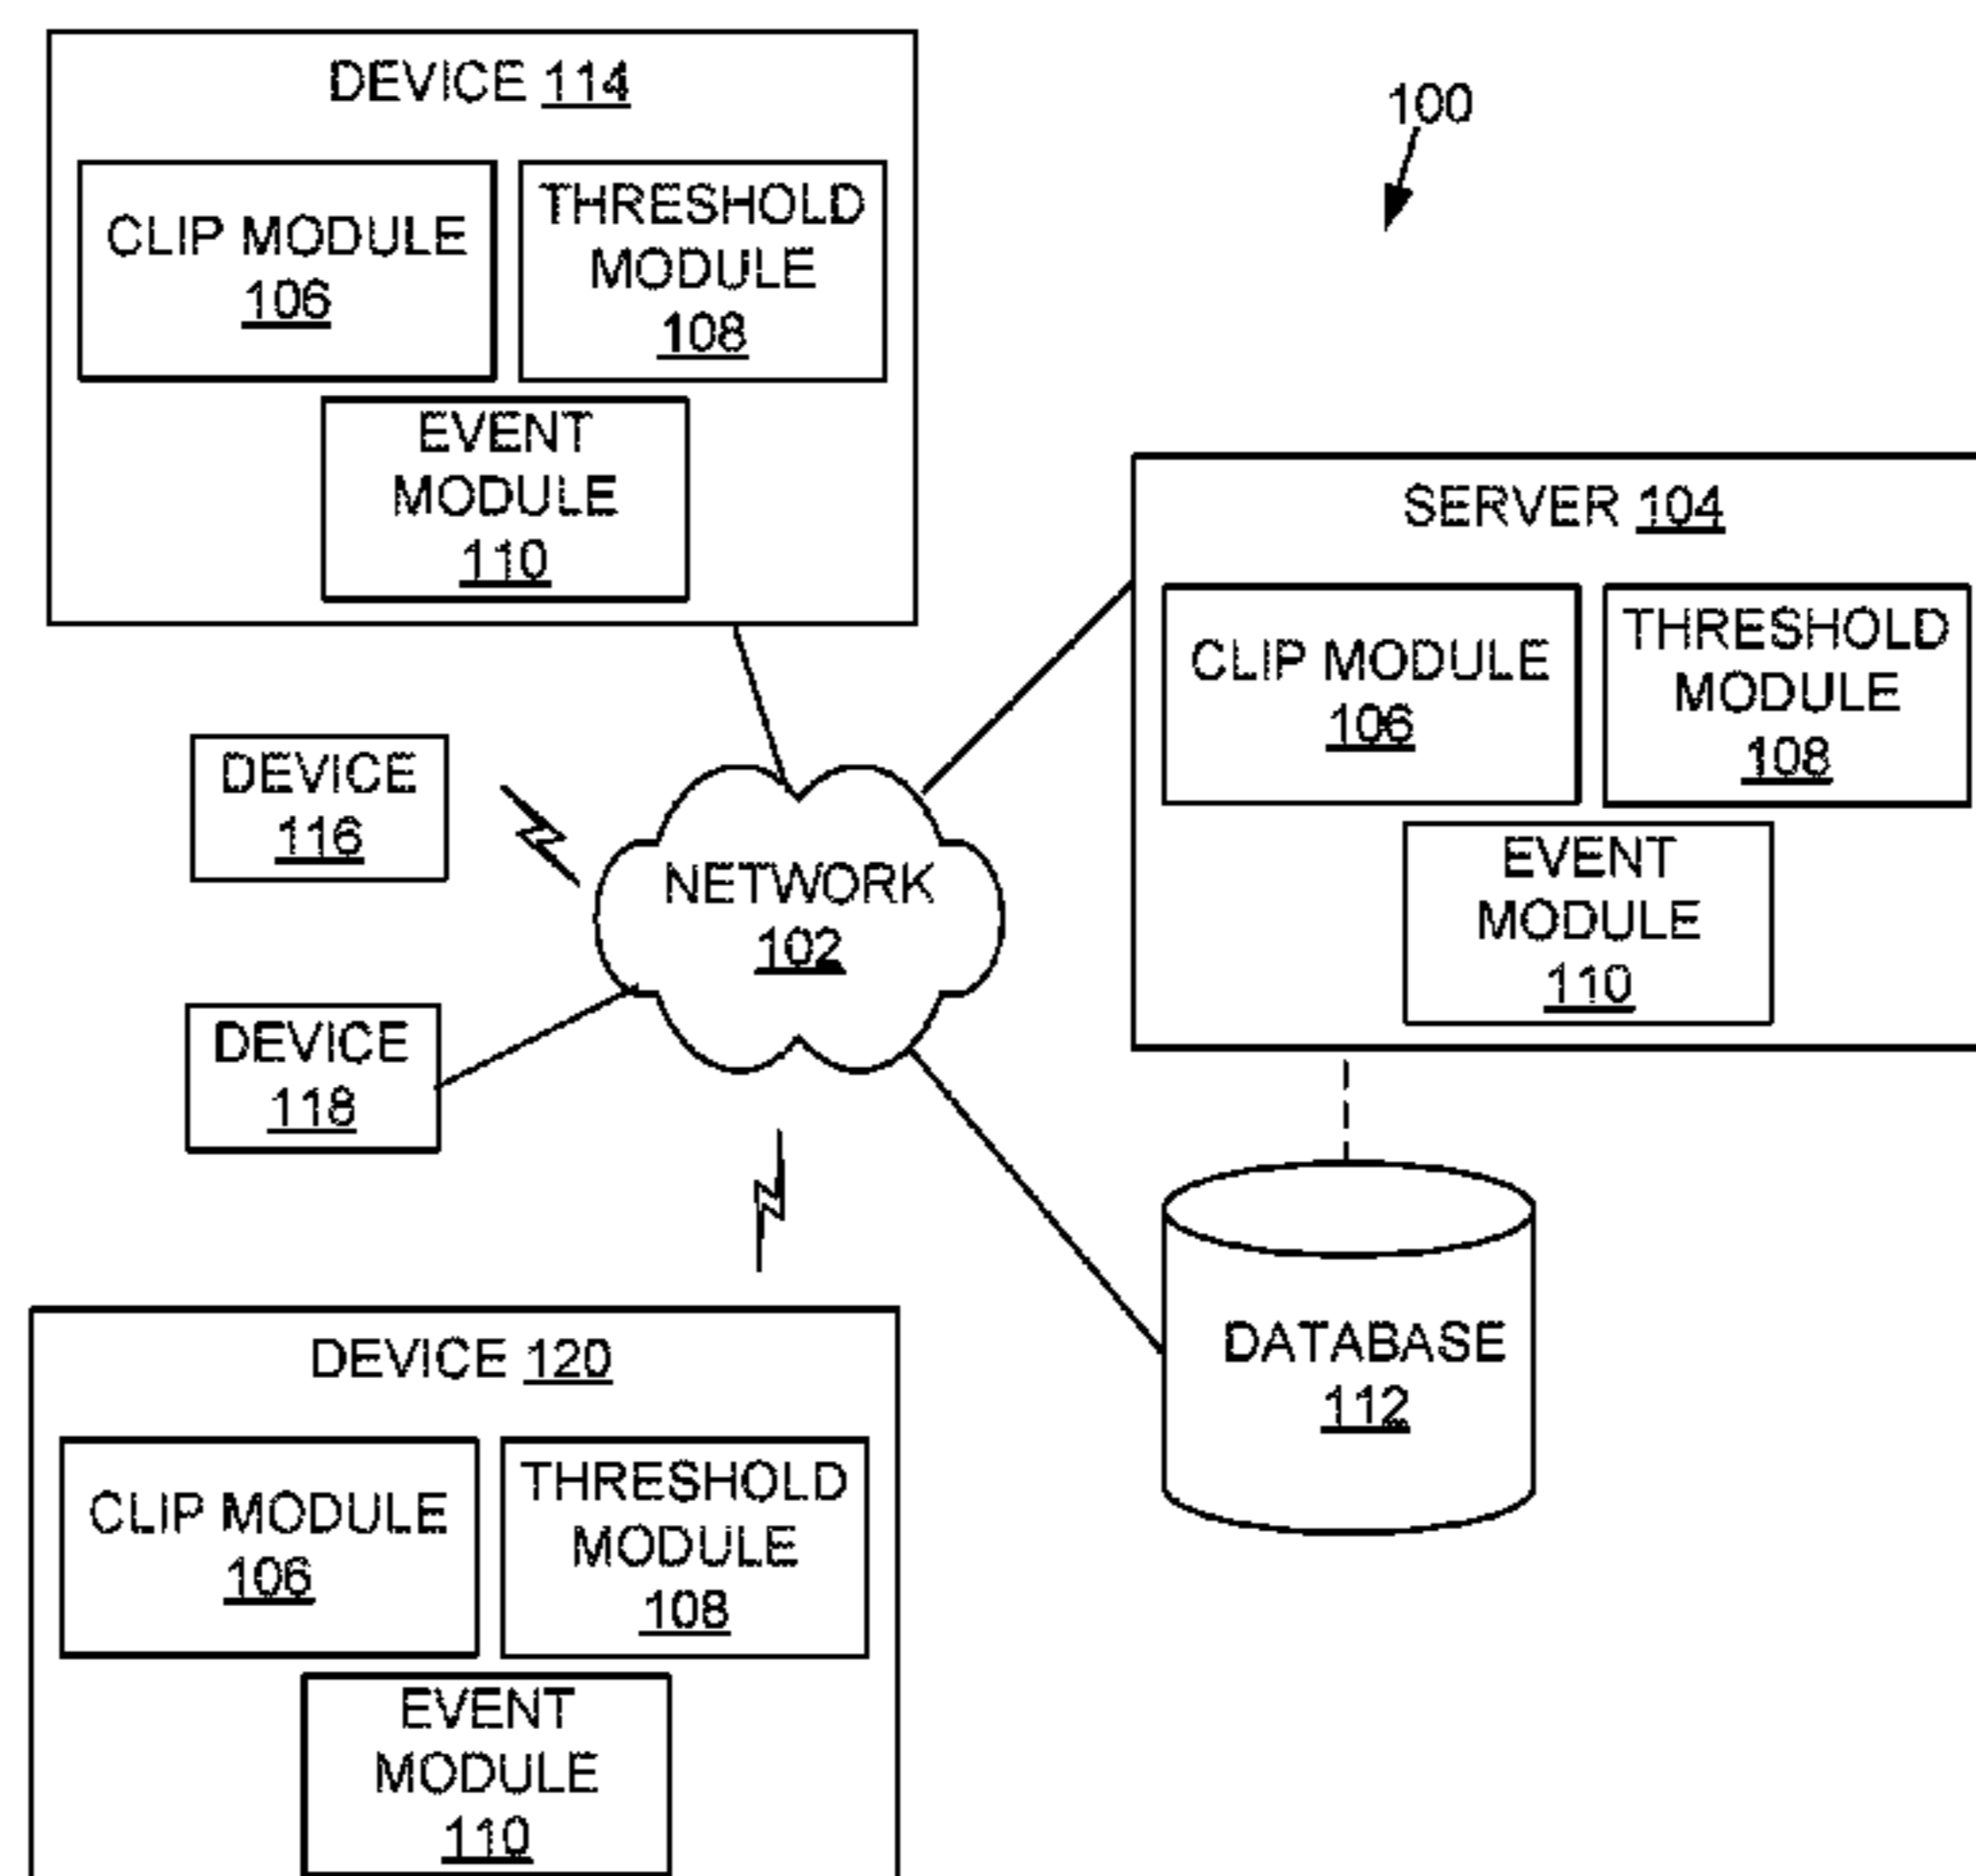 DEVICE 114
CLIP MODULE
106
THRESHOLD
MODULE
108
EVENT
MODULE
110
100
SERVER 104
CLIP MODULE
106
THRESHOLD
MODULE
108
EVENT
MODULE
110
DEVICE
116
NETWORK
102
DEVICE
118
DATABASE
112
DEVICE 120
CLIP MODULE
106
THRESHOLD
MODULE
108
EVENT
MODULE
110